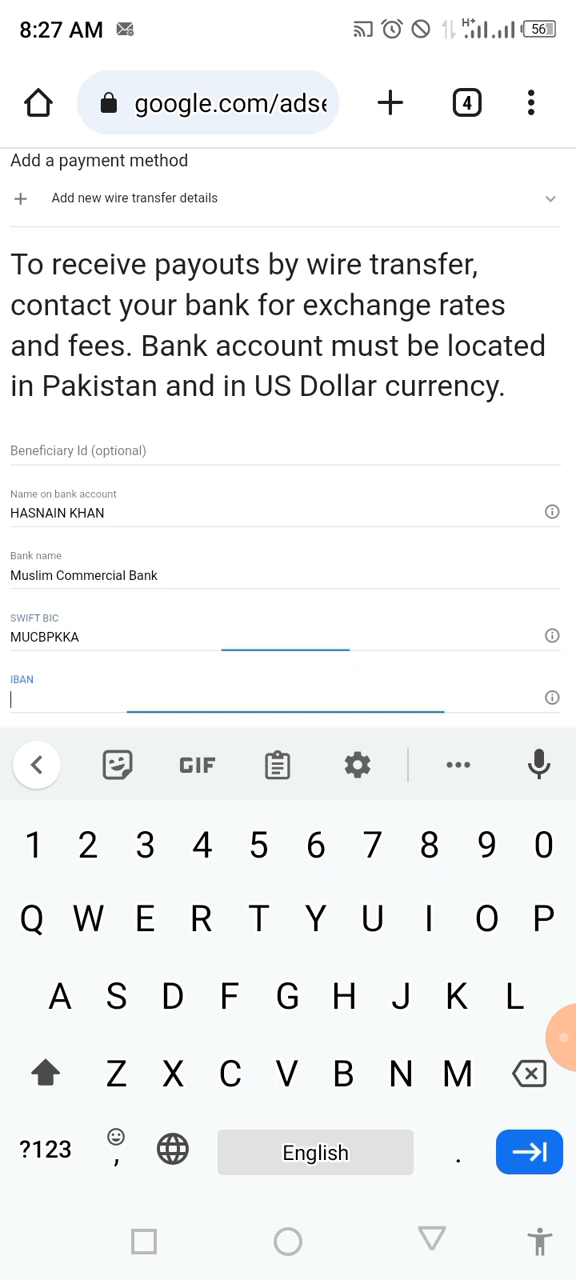 8:27 AM
H+
56
google.com/adse
4
Add a payment method
Add new wire transfer details
To receive payouts by wire transfer,
contact your bank for exchange rates
and fees. Bank account must be located
in Pakistan and in US Dollar currency.
Beneficiary Id (optional)
Name on bank account
HASNAIN KHAN
Bank name
Muslim Commercial Bank
SWIFT BIC
MUCBPKKA
IBAN
GIF
1 2 3 4 5 6 7 8 9 0
Q W E R T Y U I O P
A S D F G H J K L
Z X C V B N M
?123 , English .